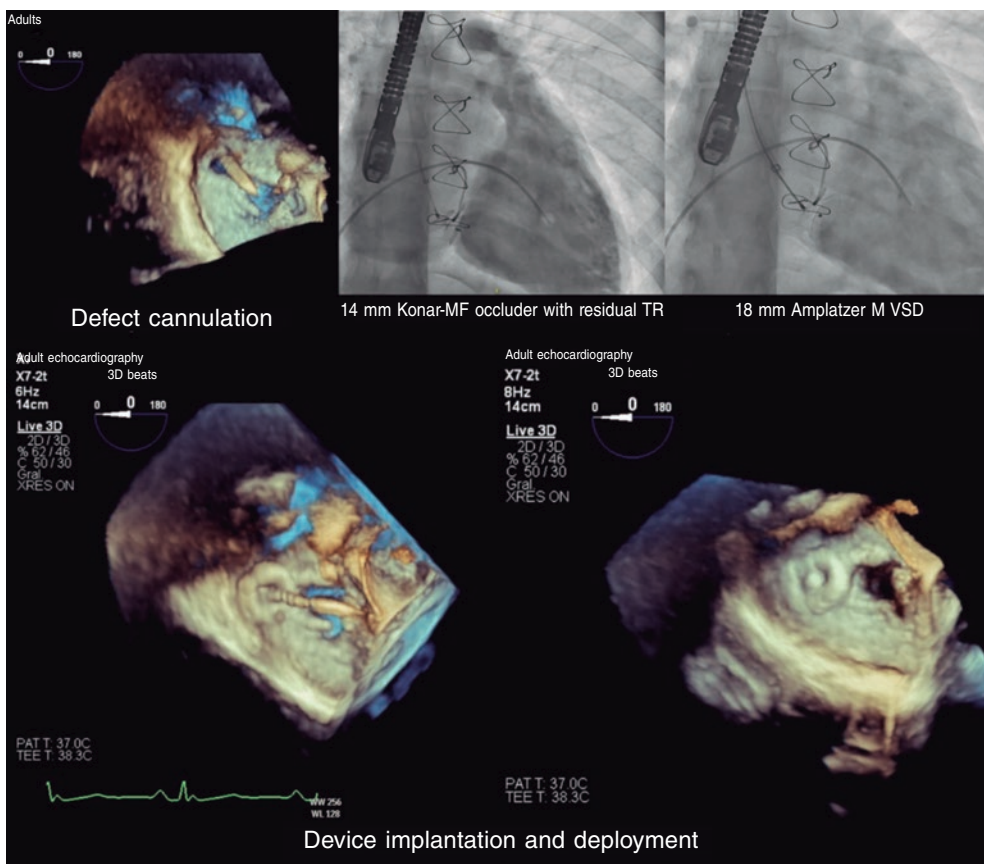 Adults
0 0 180
Defect cannulation
14 mm Konar-MF occluder with residual TR
18 mm Amplatzer M VSD
Adult echocardiography
X7-2t
6Hz
14cm
3D beats
0 0 180
Live 3D
2D / 3D
% 62 / 46
C 50 / 30
Gral
XRES ON
PAT T: 37.0C
TEE T: 38.3C
WW 256
WL 128
Adult echocardiography
X7-2t
8Hz
14cm
3D beats
0 0 180
Live 3D
2D / 3D
% 62 / 46
C 50 / 30
Gral
XRES ON
PAT T: 37.0C
TEE T: 38.3C
Device implantation and deployment